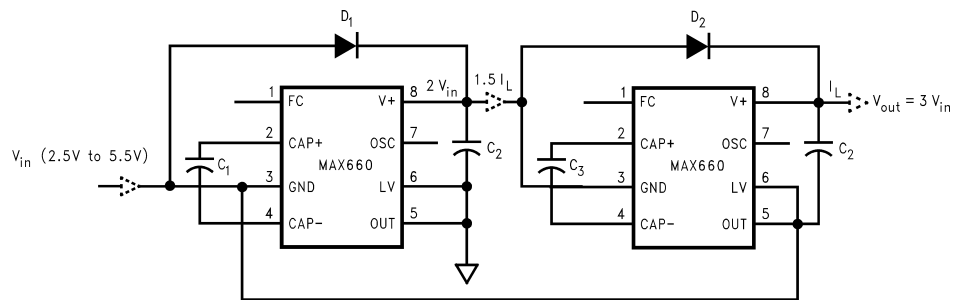 D1
D2
2 Vin
1.5 IL
IL
Vout = 3 Vin
Vin (2.5V to 5.5V)
1
FC
V+
8
2
CAP+
OSC
7
C1
MAX660
3
GND
LV
6
4
CAP-
OUT
5
C2
1
FC
V+
8
2
CAP+
OSC
7
C3
MAX660
3
GND
LV
6
4
CAP-
OUT
5
C2